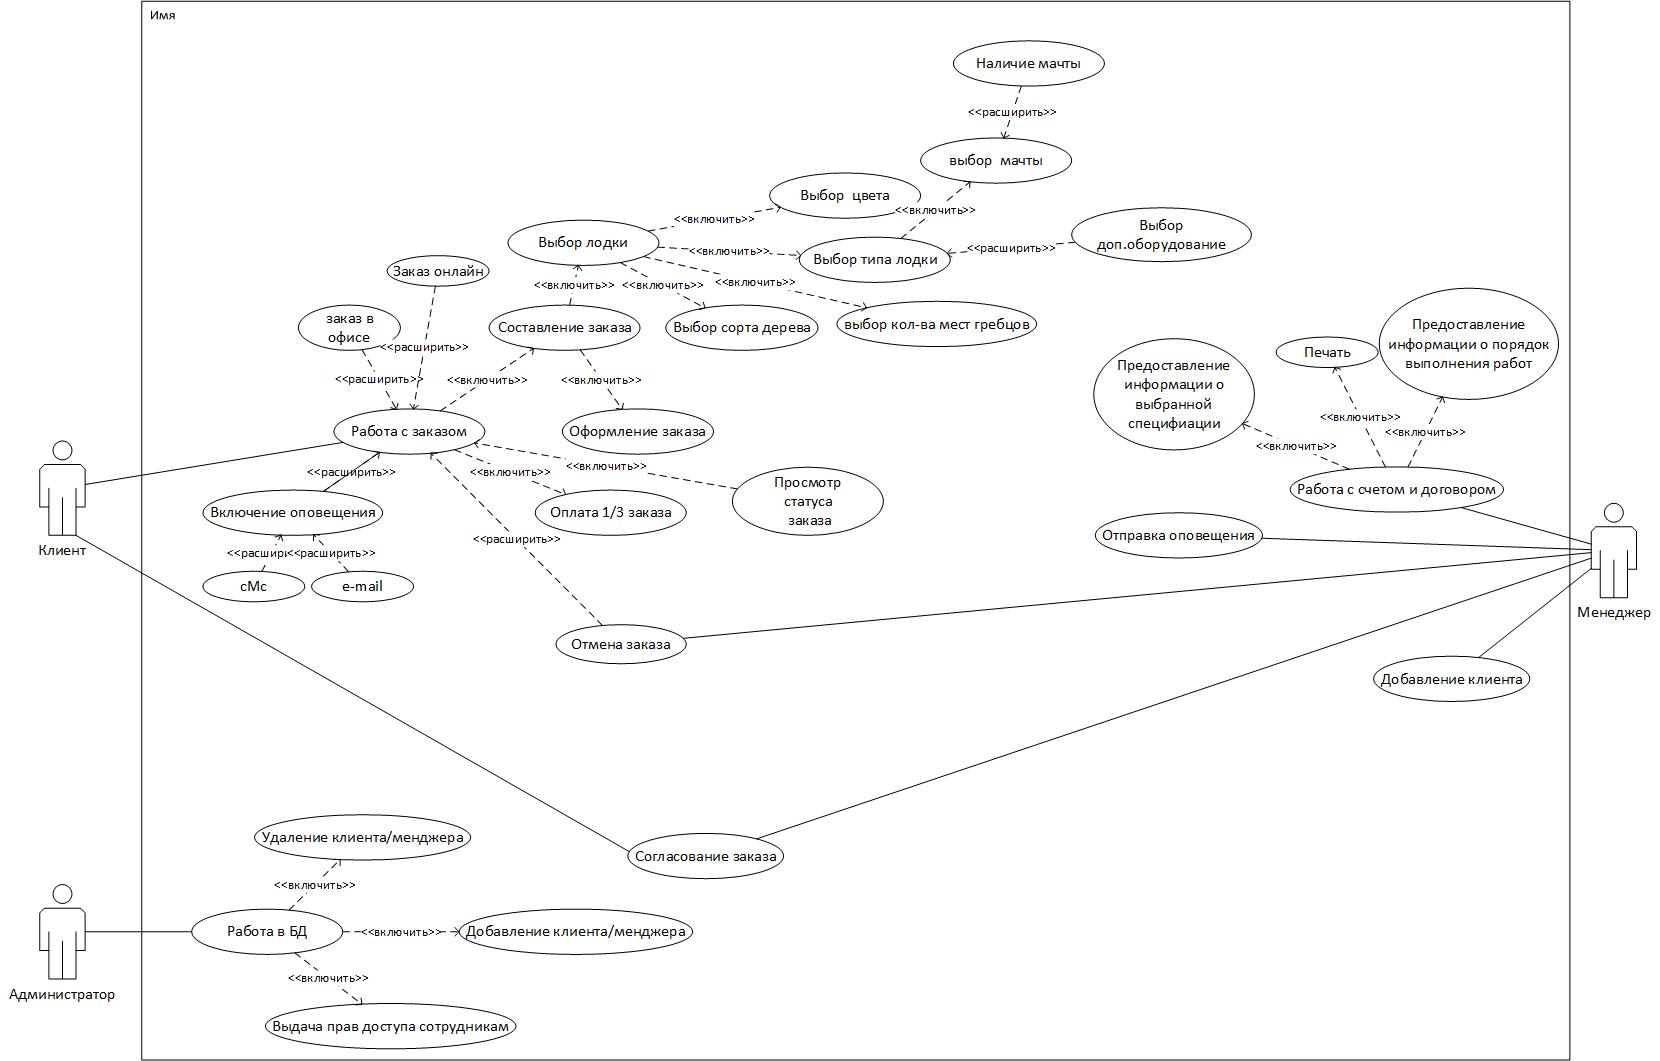 Имя
Наличие мачты
<<расширить>>
выбор мачты
Выбор цвета
<<включить>>
<<включить>>
Выбор
доп.оборудование
Выбор лодки
<<включить>>
Выбор типа лодки
<<расширить>>
Заказ онлайн
<<включить>>
<<включить>>
<<включить>>
заказ в
офисе
Составление заказа
Выбор сорта дерева
выбор кол-ва мест гребцов
<<расширить>>
<<расширить>>
<<включить>>
<<включить>>
Предоставление
информации о
выбранной
спецификации
Печать
Предоставление
информации о порядок
выполнения работ
<<включить>>
<<включить>>
<<включить>>
Работа с заказом
Оформление заказа
<<расширить>>
<<включить>>
<<включить>>
Просмотр
статуса
заказа
Работа с счетом и договором
Включение оповещения
Оплата 1/3 заказа
Отправка оповещения
Клиент
<<расширі
<<расширить>>
<<расширить>>
сМс
e-mail
Менеджер
Отмена заказа
Добавление клиента
Удаление клиента/менджера
Согласование заказа
<<включить>>
Работа в БД
<<включить>>
Добавление клиента/менджера
<<включить>>
Администратор
Выдача прав доступа сотрудникам